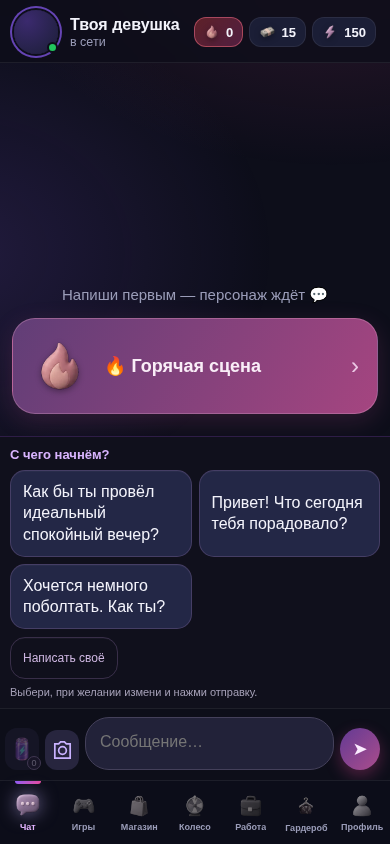 Твоя девушка
в сети
0
15
150
Напиши первым — персонаж ждёт 💬
🔥 Горячая сцена
С чего начнём?
Как бы ты провёл
идеальный
спокойный вечер?
Привет! Что сегодня
тебя порадовало?
Хочется немного
поболтать. Как ты?
Написать своё
Выбери, при желании измени и нажми отправку.
0
Сообщение…
Чат
Игры
Магазин
Колесо
Работа
Гардероб
Профиль